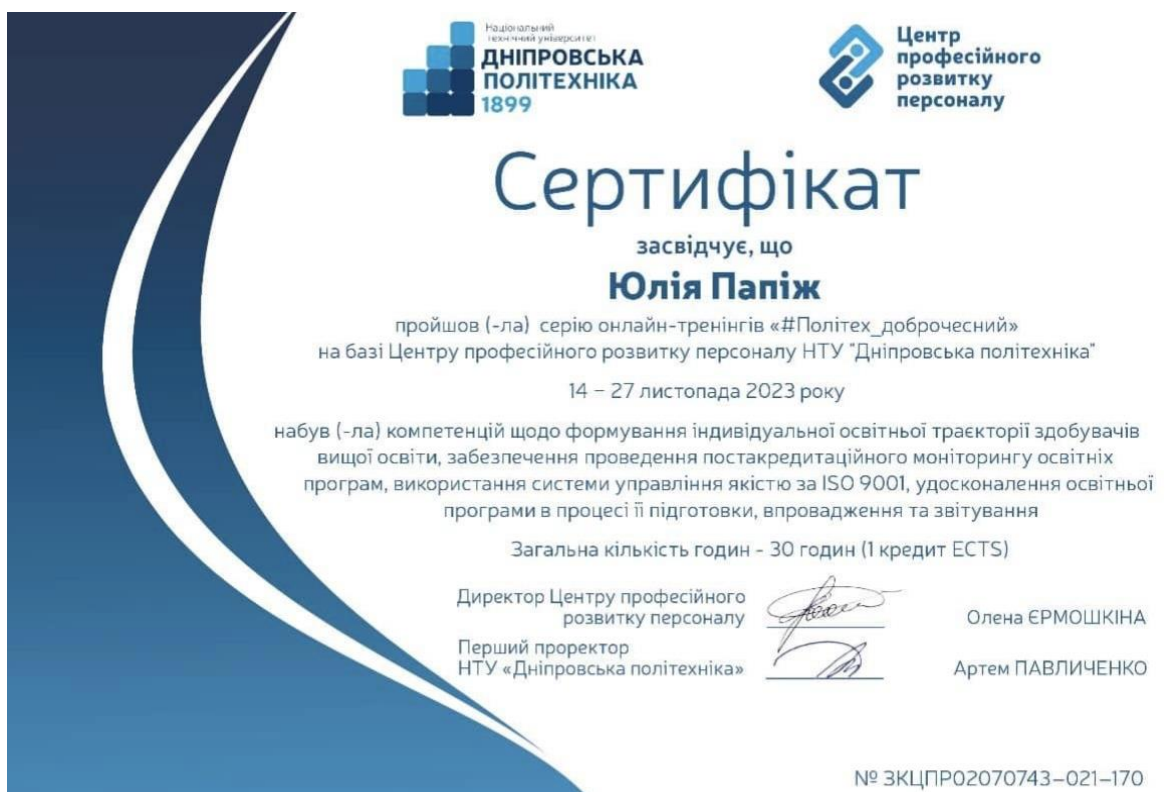 Національний
технічний університет
ДНІПРОВСЬКА
ПОЛІТЕХНІКА
1899
Центр
професійного
розвитку
персоналу
Сертифікат
засвідчує, що
Юлія Папіж
пройшов (-ла) серію онлайн-тренінгів «#Політех_доброчесний»
на базі Центру професійного розвитку персоналу НТУ "Дніпровська політехніка"
14 – 27 листопада 2023 року
набув (-ла) компетенцій щодо формування індивідуальної освітньої траєкторії здобувачів
вищої освіти, забезпечення проведення постакредитаційного моніторингу освітніх
програм, використання системи управління якістю за ISO 9001, удосконалення освітньої
програми в процесі її підготовки, впровадження та звітування
Загальна кількість годин - 30 годин (1 кредит ECTS)
Директор Центру професійного
розвитку персоналу
Олена ЄРМОШКІНА
Перший проректор
НТУ «Дніпровська політехніка»
Артем ПАВЛИЧЕНКО
№ ЗКЦПР02070743–021–170